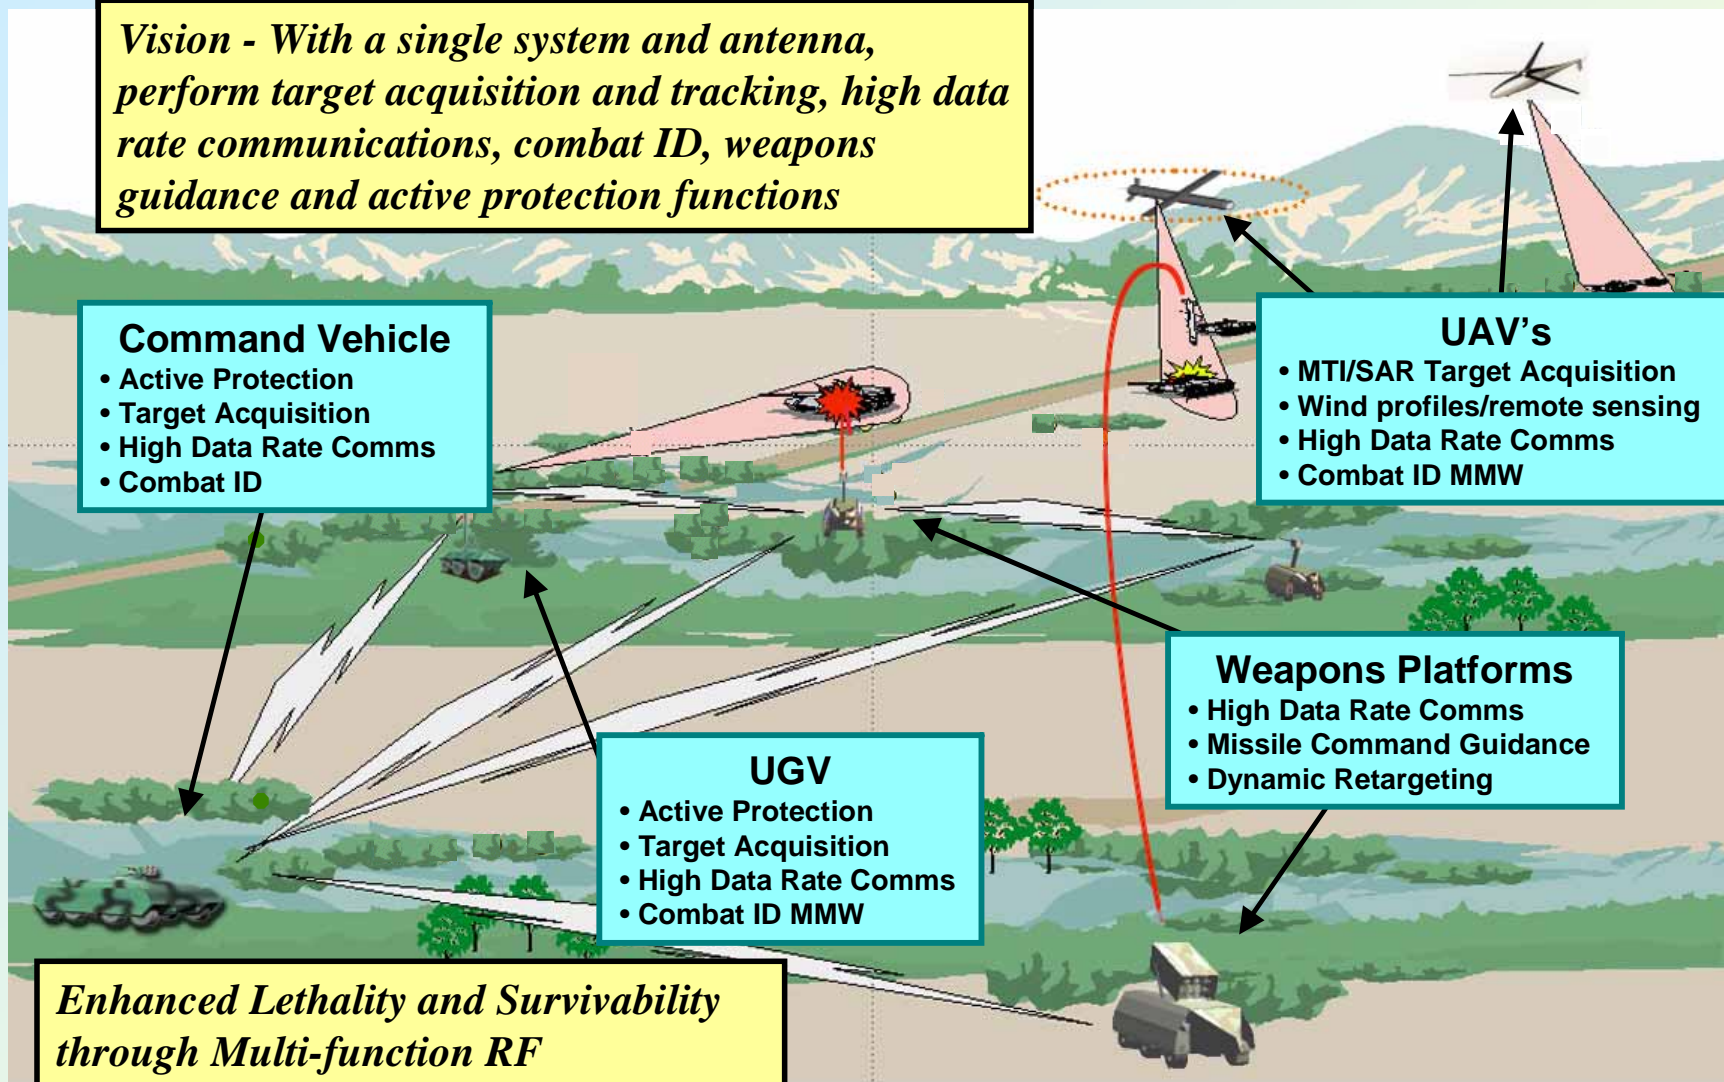 Vision - With a single system and antenna,
perform target acquisition and tracking, high data
rate communications, combat ID, weapons
guidance and active protection functions
Command Vehicle
• Active Protection
• Target Acquisition
• High Data Rate Comms
• Combat ID
UAV's
• MTI/SAR Target Acquisition
• Wind profiles/remote sensing
• High Data Rate Comms
• Combat ID MMW
Weapons Platforms
• High Data Rate Comms
• Missile Command Guidance
• Dynamic Retargeting
UGV
• Active Protection
• Target Acquisition
• High Data Rate Comms
• Combat ID MMW
Enhanced Lethality and Survivability
through Multi-function RF